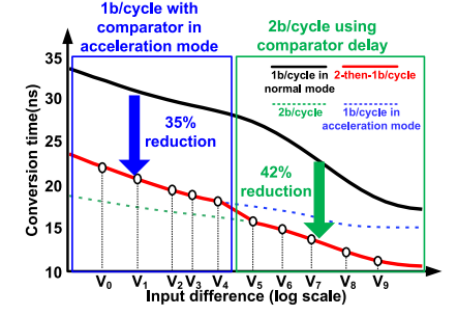 1b/cycle with
comparator in
acceleration mode
2b/cycle using
comparator delay
1b/cycle in
normal mode
2-then-1b/cycle
2b/cycle
1b/cycle in
acceleration mode
35%
reduction
42%
reduction
Conversion time(ns)
35
30
25
20
15
10
V0 V1 V2 V3 V4 V5 V6 V7 V8 V9
Input difference (log scale)